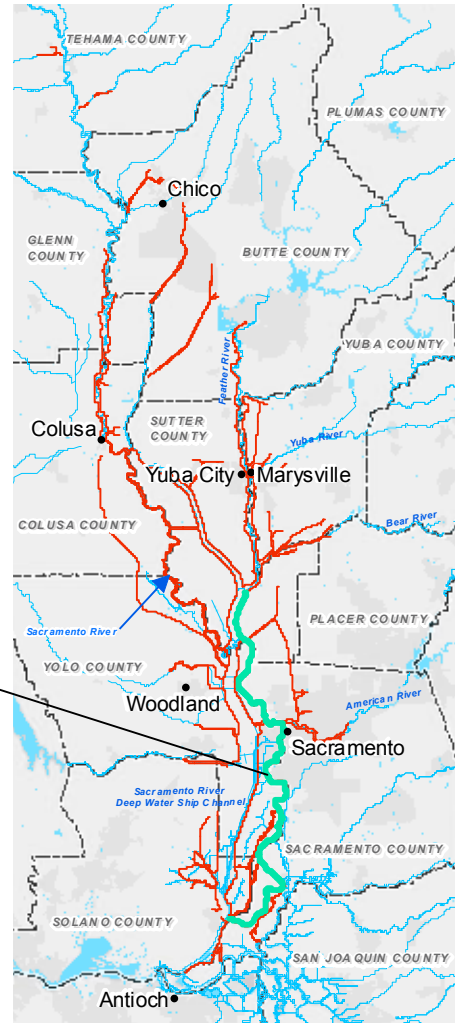 TEHAMA COUNTY
PLUMAS COUNTY
Chico
GLENN
COUNTY
BUTTE COUNTY
YUBA COUNTY
Feather River
SUTTER
COUNTY
Colusa
Yuba River
Yuba City
Marysville
COLUSA COUNTY
Bear River
PLACER COUNTY
Sacramento River
YOLO COUNTY
American River
Woodland
Sacramento
Sacramento River
Deep Water Ship Channel
SACRAMENTO COUNTY
SOLANO COUNTY
SAN JOAQUIN COUNTY
Antioch